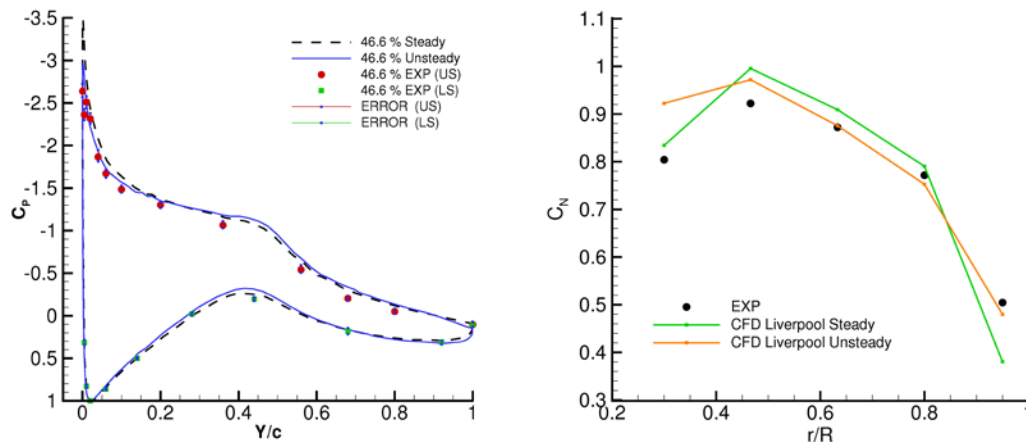 -3.5
-3
-2.5
-2
-1.5
-1
-0.5
0
0.5
1
C_P
0
0.2
0.4
0.6
0.8
1
Y/c
46.6 % Steady
46.6 % Unsteady
46.6 % EXP (US)
46.6 % EXP (LS)
ERROR (US)
ERROR (LS)
1.1
1
0.9
0.8
0.7
0.6
0.5
0.4
0.3
C_N
0.2
0.4
0.6
0.8
r/R
EXP
CFD Liverpool Steady
CFD Liverpool Unsteady